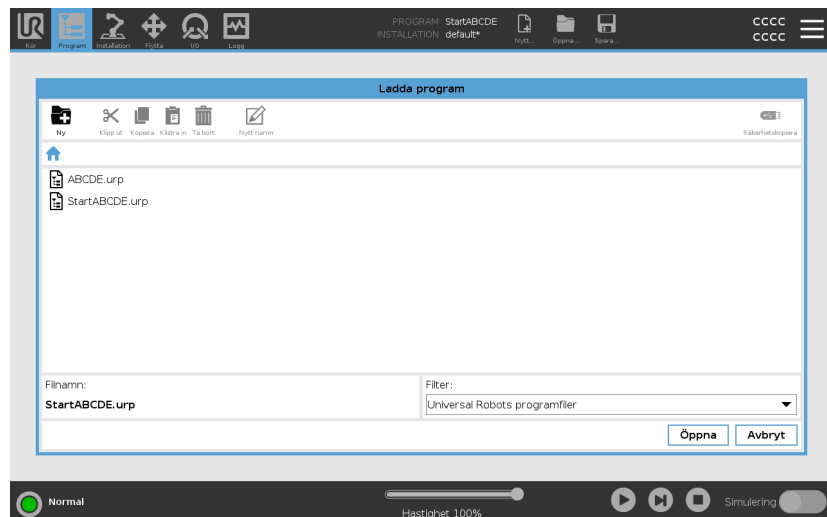 UR
Kör
Program
Installation
Flytta
I/O
Logg
PROGRAM StartABCDE
INSTALLATION default*
Nytt...
Öppna...
Spara...
CCCC
CCCC
Ladda program
Ny
Klipp ut
Kopiera
Klistra in
Ta bort
Nytt namn
Säkerhetskopiera
ABCDE.urp
StartABCDE.urp
Filnamn:
StartABCDE.urp
Filter:
Universal Robots programfiler
Öppna
Avbryt
Normal
Hastighet 100%
Simulering